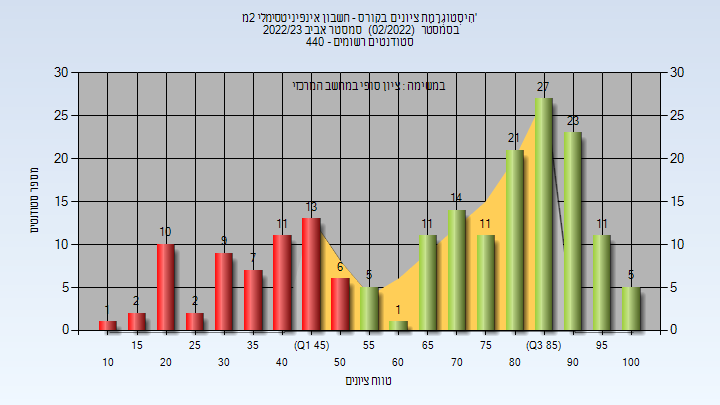 היסטוגרמת ציונים בקורס - חשבון אינפיניטסימלי 2מ'
בסמסטר (02/2022) סמסטר אביב 2022/23
סטודנטים רשומים - 440
במשימה : ציון סופי במחשב המרכזי
מספר סטודנטים
30 30
25 25
20 20
15 15
10 10
5 5
0 0
1 2 10 2 9 7 11 13 6 5 1 11 14 11 21 27 23 11 5
15 25 35 (Q1 45) 55 65 75 (Q3 85) 95
10 20 30 40 50 60 70 80 90 100
טווח ציונים